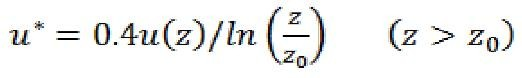 u* = 0.4u(z)/ln(z/z₀) (z > z₀)